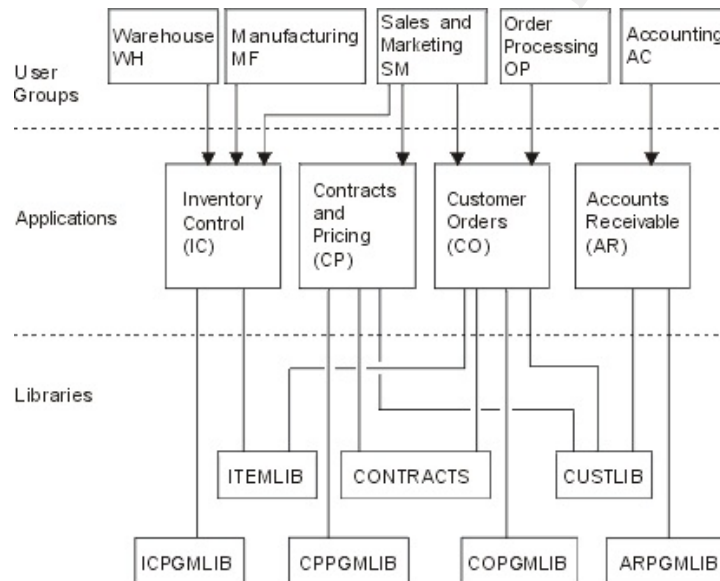 Warehouse
WH
Manufacturing
MF
Sales and
Marketing
SM
Order
Processing
OP
Accounting
AC
User
Groups
Applications
Inventory
Control
(IC)
Contracts
and
Pricing
(CP)
Customer
Orders
(CO)
Accounts
Receivable
(AR)
Libraries
ITEMLIB
CONTRACTS
CUSTLIB
ICPGMLIB
CPPGMLIB
COPGMLIB
ARPGMLIB